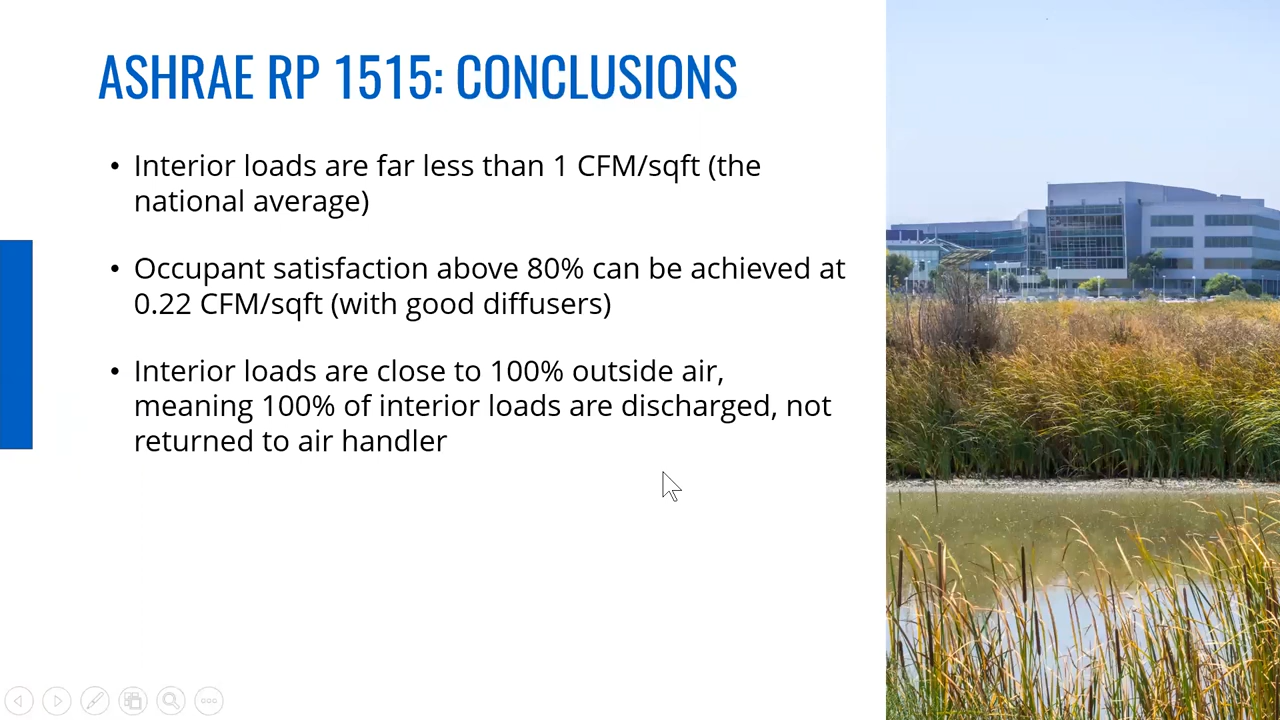 ASHRAE RP 1515: CONCLUSIONS
• Interior loads are far less than 1 CFM/sqft (the
national average)
• Occupant satisfaction above 80% can be achieved at
0.22 CFM/sqft (with good diffusers)
• Interior loads are close to 100% outside air,
meaning 100% of interior loads are discharged, not
returned to air handler